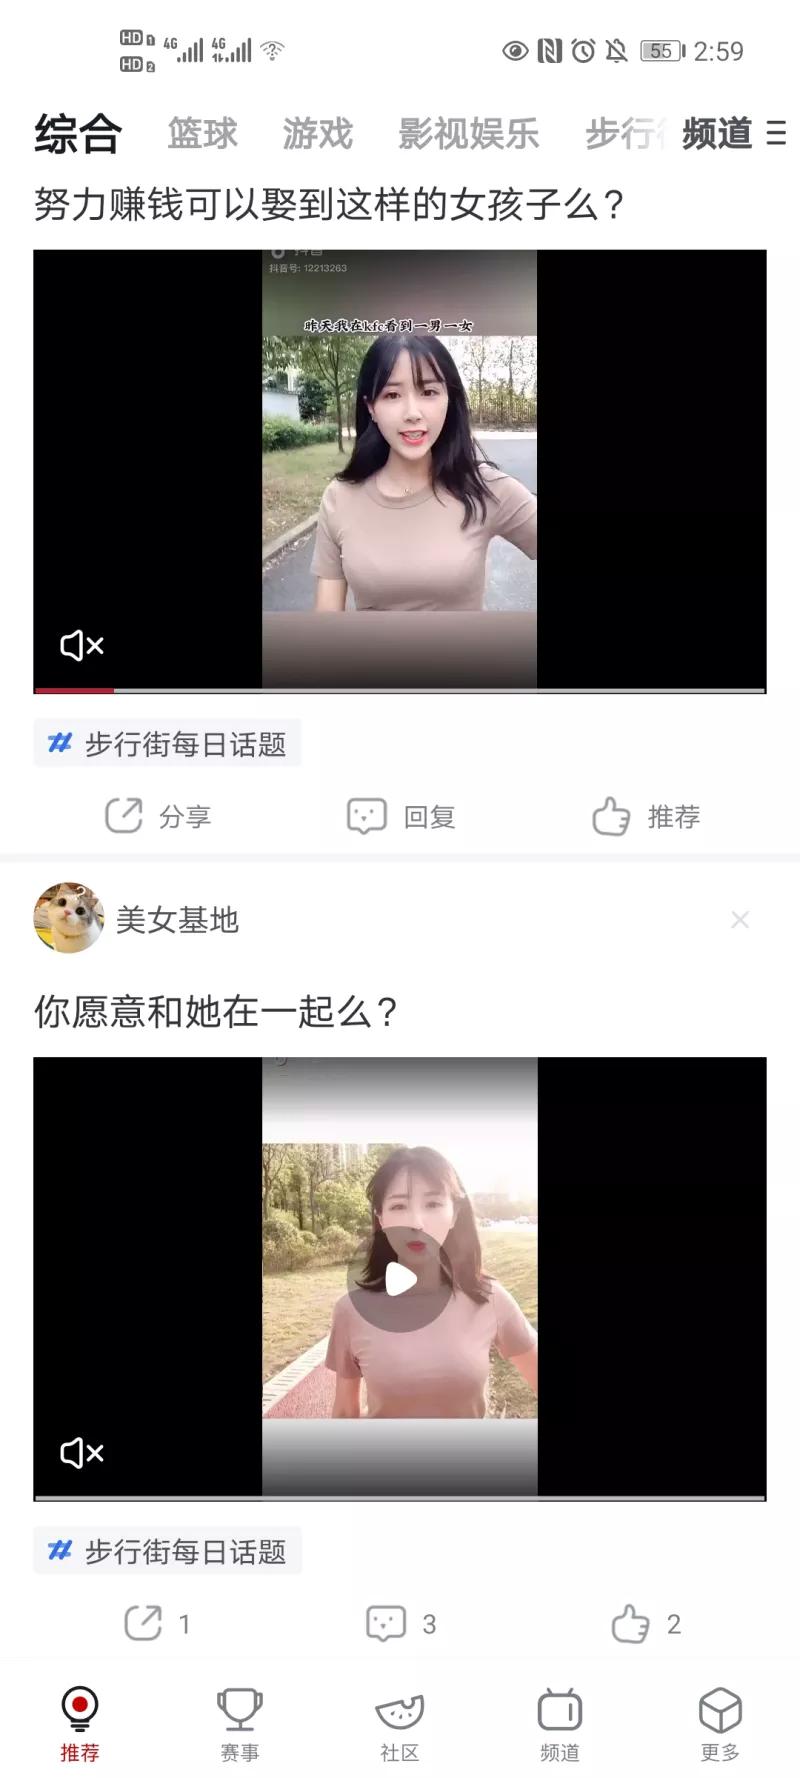 HD 1 4G 4G 55 2:59
HD 2
综合 篮球 游戏 影视娱乐 步行 频道
努力赚钱可以娶到这样的女孩子么？
抖音号: 12213263
昨天我在kfc看到一男一女
# 步行街每日话题
分享 回复 推荐
美女基地
你愿意和她在一起么？
# 步行街每日话题
1 3 2
推荐 赛事 社区 频道 更多